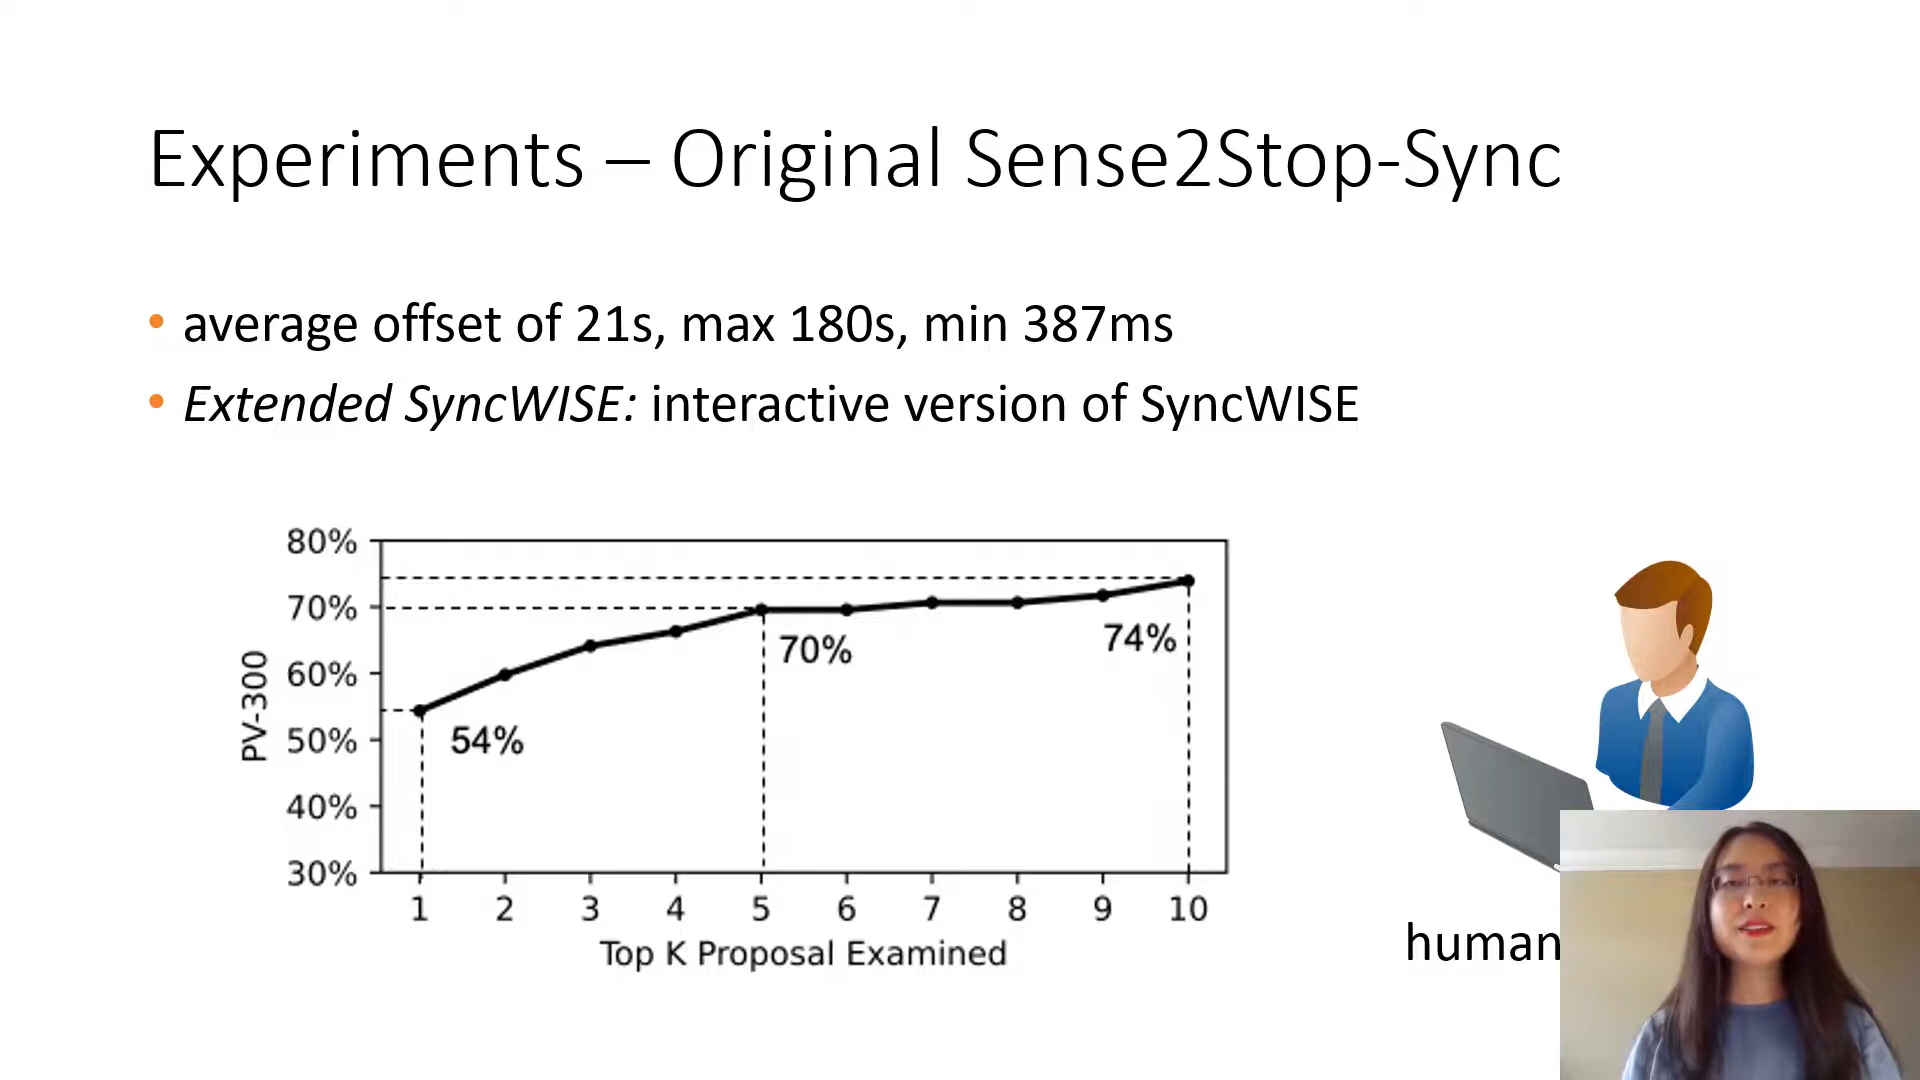 Experiments – Original Sense2Stop-Sync
• average offset of 21s, max 180s, min 387ms
• Extended SyncWISE: interactive version of SyncWISE
80%
70%
60%
50%
40%
30%
PV-300
54%
70%
74%
1 2 3 4 5 6 7 8 9 10
Top K Proposal Examined
human